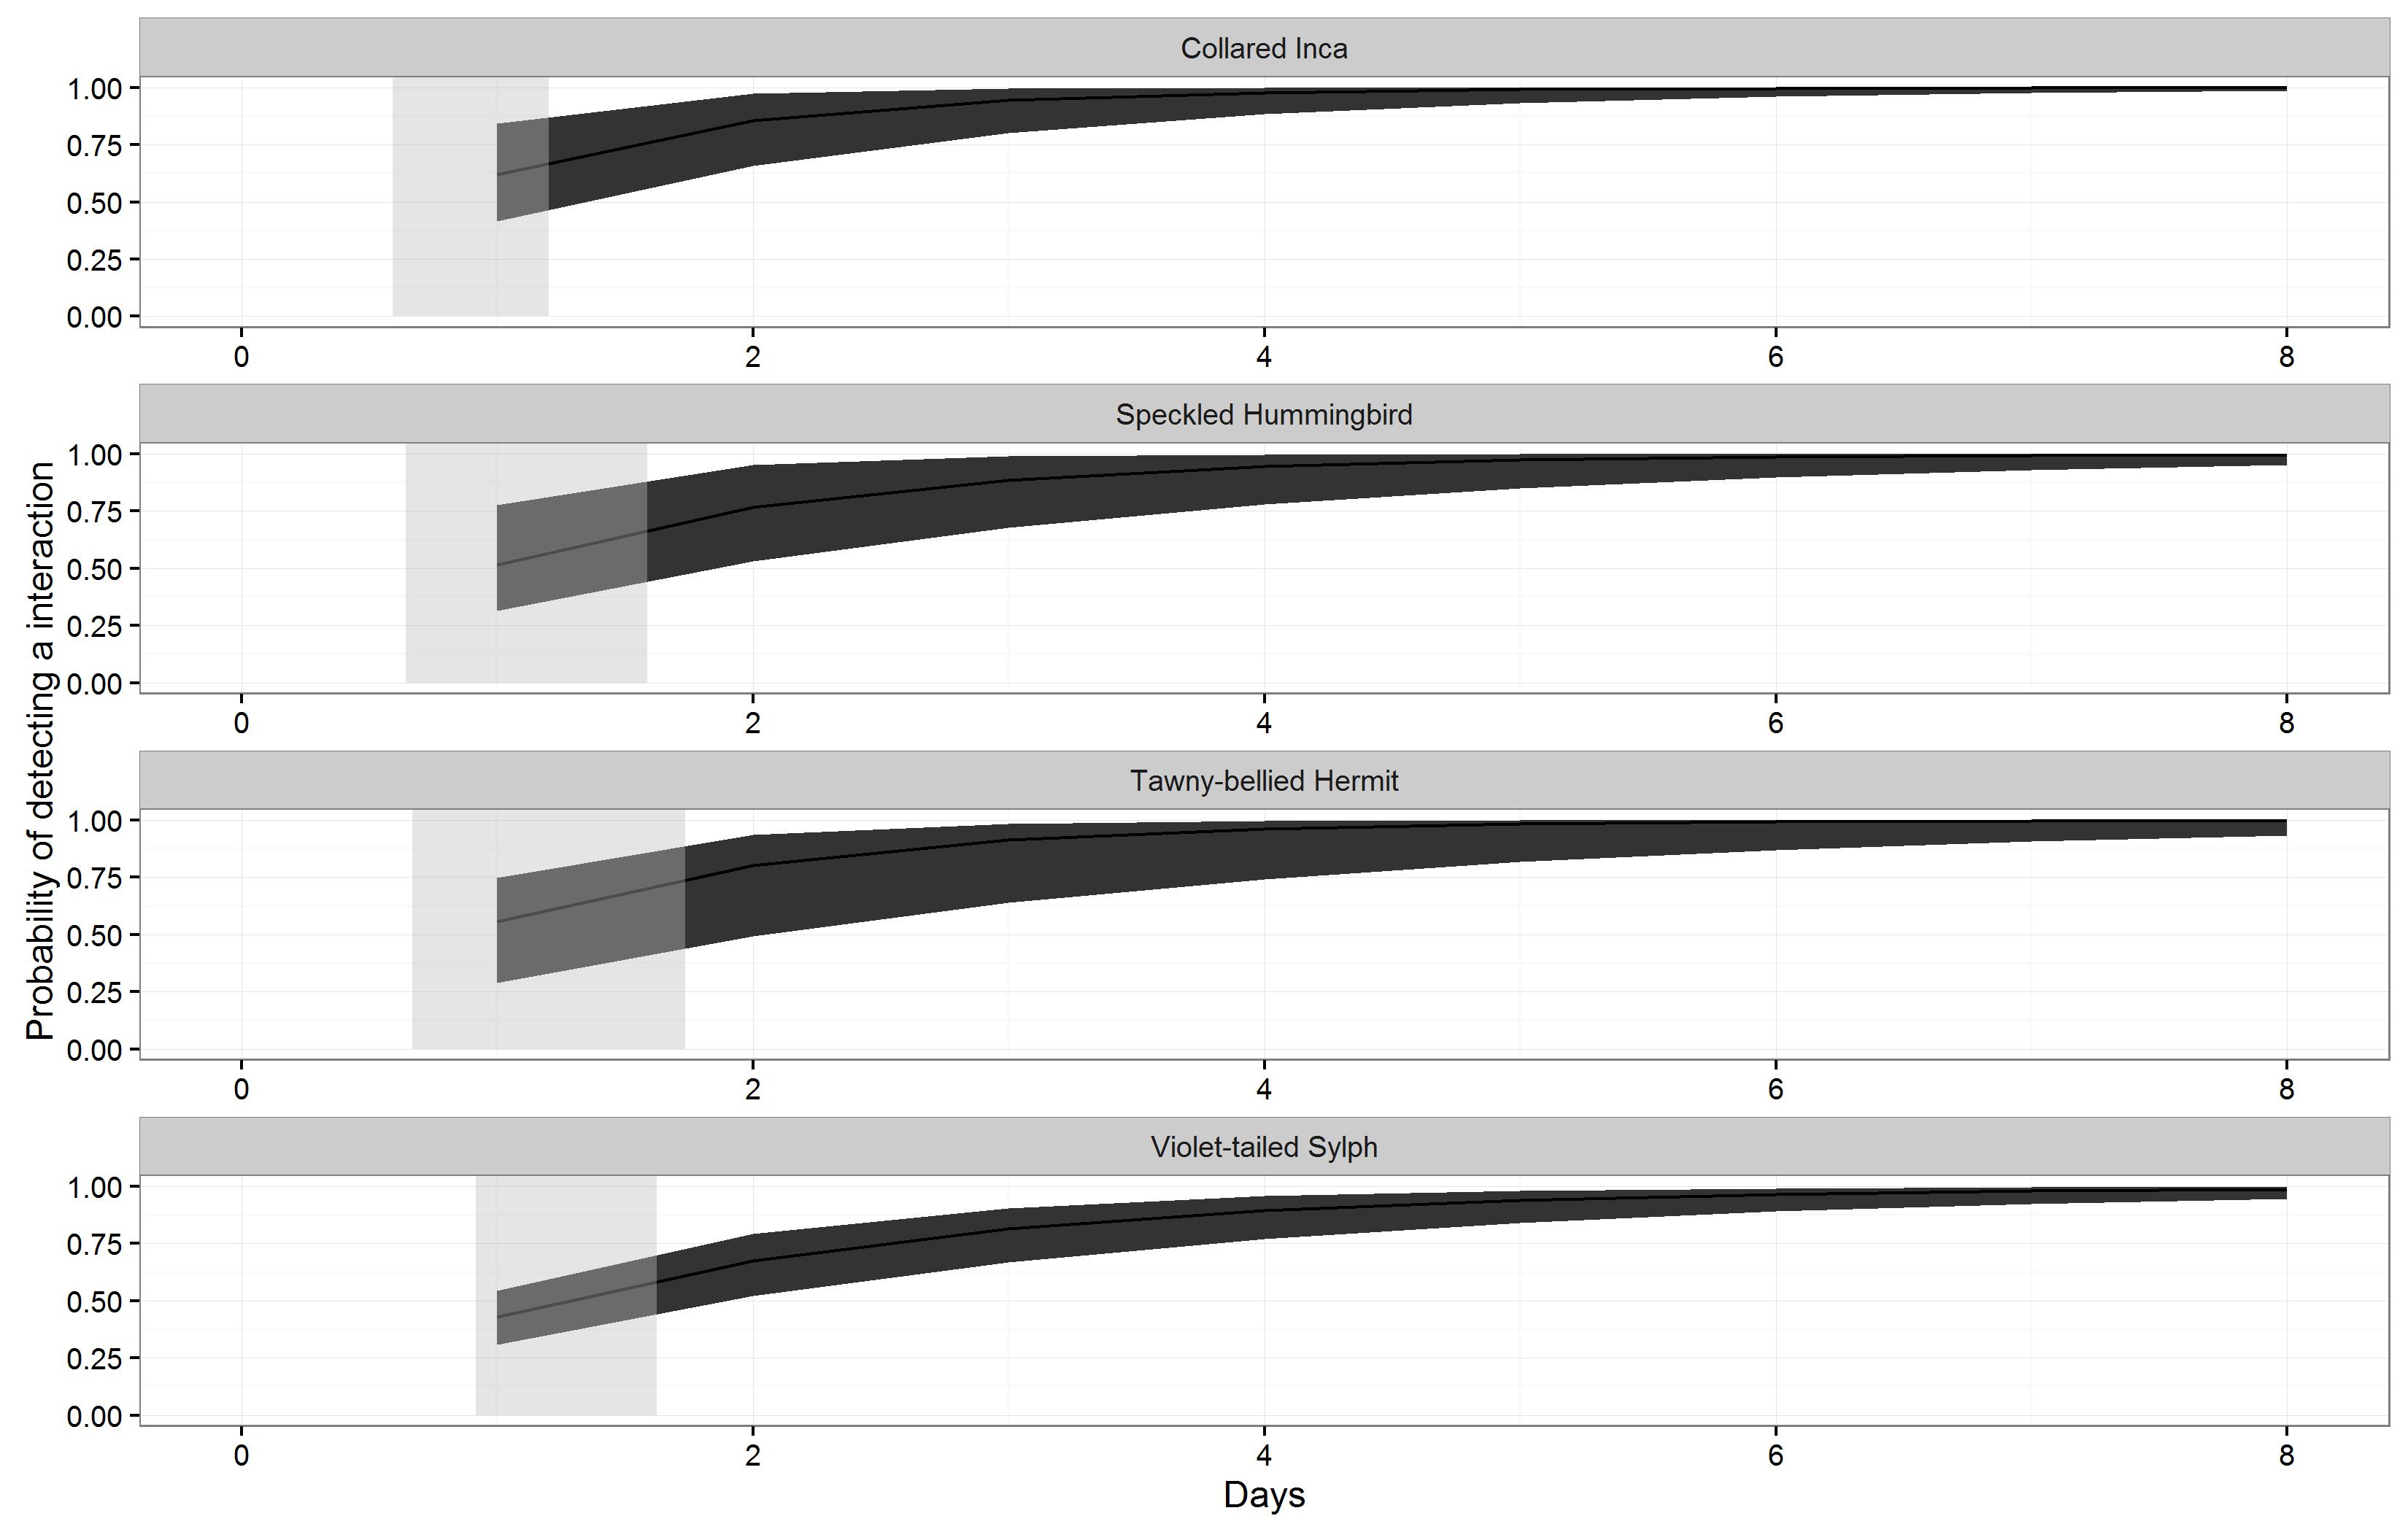 Collared Inca
1.00
0.75
0.50
0.25
0.00
0 2 4 6 8
Speckled Hummingbird
1.00
0.75
0.50
0.25
0.00
0 2 4 6 8
Tawny-bellied Hermit
1.00
0.75
0.50
0.25
0.00
0 2 4 6 8
Violet-tailed Sylph
1.00
0.75
0.50
0.25
0.00
0 2 4 6 8
Days
Probability of detecting a interaction